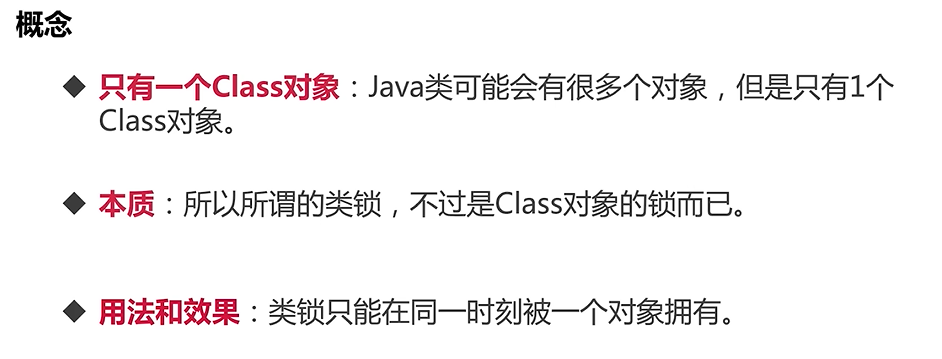 概念
◆ 只有一个Class对象：Java类可能会有很多个对象，但是只有1个
Class对象。
◆ 本质：所以所谓的类锁，不过是Class对象的锁而已。
◆ 用法和效果：类锁只能在同一时刻被一个对象拥有。